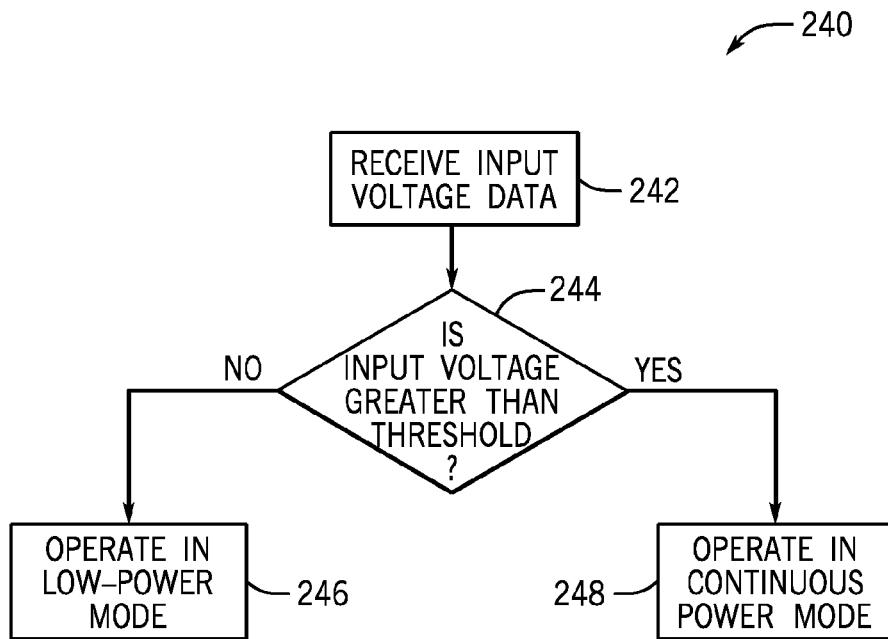 240
RECEIVE INPUT
VOLTAGE DATA
242
244
IS
INPUT VOLTAGE
GREATER THAN
THRESHOLD
?
NO
YES
OPERATE IN
LOW–POWER
MODE
246
248
OPERATE IN
CONTINUOUS
POWER MODE